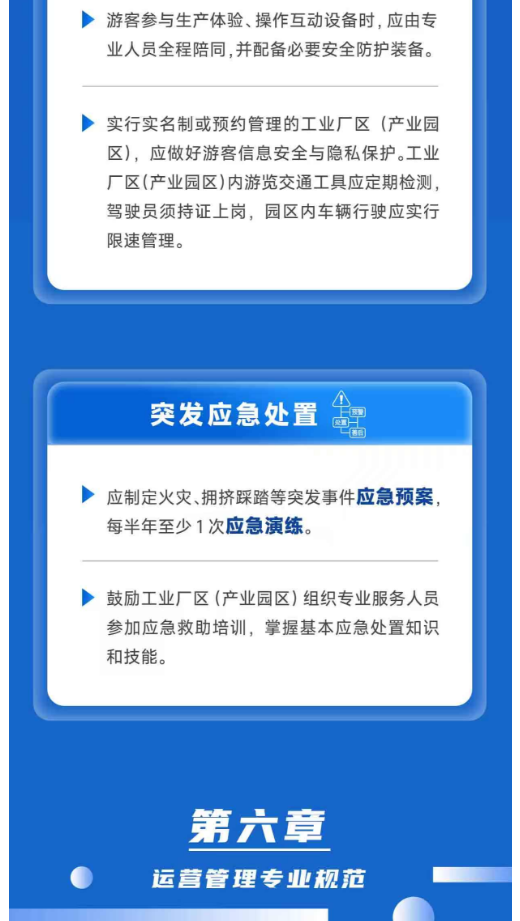 游客参与生产体验、操作互动设备时,应由专
业人员全程陪同,并配备必要安全防护装备。
实行实名制或预约管理的工业厂区（产业园
区），应做好游客信息安全与隐私保护。工业
厂区(产业园区)内游览交通工具应定期检测,
驾驶员须持证上岗，园区内车辆行驶应实行
限速管理。
突发应急处置
预警
处置
善后
应制定火灾、拥挤踩踏等突发事件应急预案,
每半年至少1次应急演练。
鼓励工业厂区（产业园区）组织专业服务人员
参加应急救助培训，掌握基本应急处置知识
和技能。
第六章
运营管理专业规范